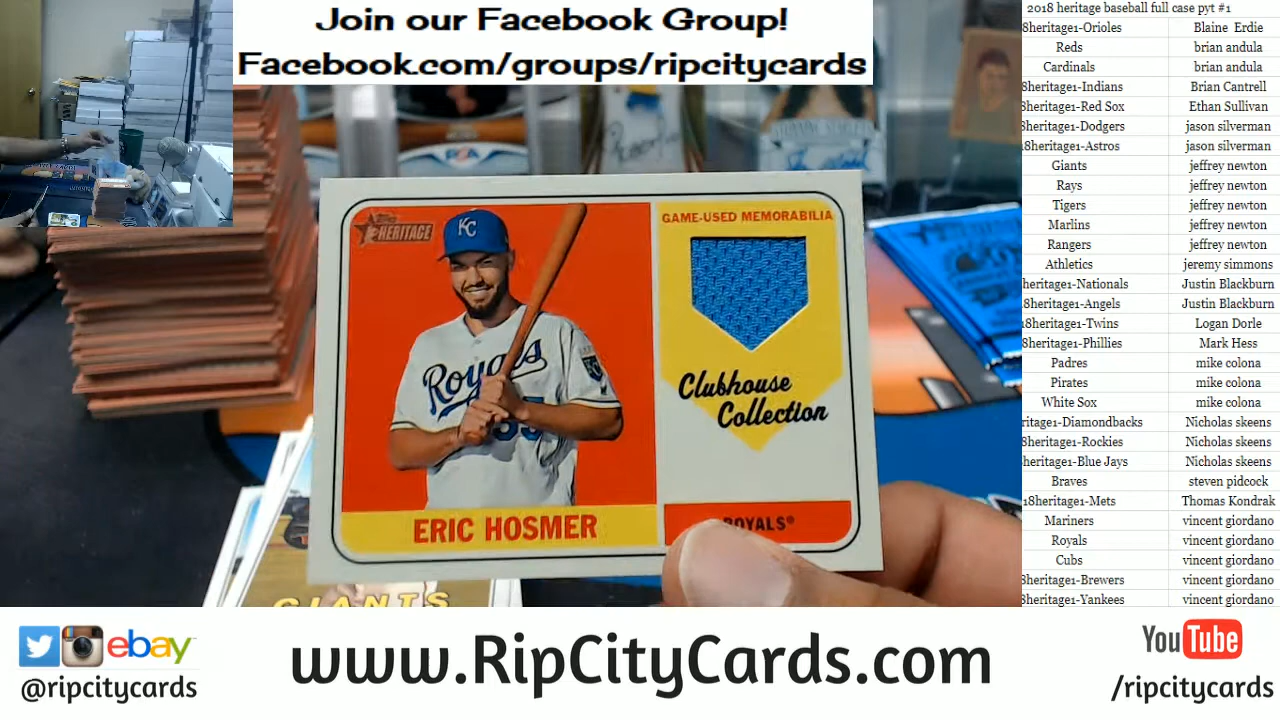 Join our Facebook Group!
Facebook.com/groups/ripcitycards
2018 heritage baseball full case pyt #1
8heritage1-Orioles Blaine Erdie
Reds brian andula
Cardinals brian andula
8heritage1-Indians Brian Cantrell
8heritage1-Red Sox Ethan Sullivan
8heritage1-Dodgers jason silverman
18heritage1-Astros jason silverman
Giants jeffrey newton
Rays jeffrey newton
Tigers jeffrey newton
Marlins jeffrey newton
Rangers jeffrey newton
Athletics jeremy simmons
heritage1-Nationals Justin Blackburn
8heritage1-Angels Justin Blackburn
18heritage1-Twins Logan Dorle
8heritage1-Phillies Mark Hess
Padres mike colona
Pirates mike colona
White Sox mike colona
ritage1-Diamondbacks Nicholas skeens
8heritage1-Rockies Nicholas skeens
heritage1-Blue Jays Nicholas skeens
Braves steven pidcock
18heritage1-Mets Thomas Kondrak
Mariners vincent giordano
Royals vincent giordano
Cubs vincent giordano
8heritage1-Brewers vincent giordano
8heritage1-Yankees vincent giordano
PSA
Topps
HERITAGE
KC
Royals
35
GAME-USED MEMORABILIA
Clubhouse
Collection
ERIC HOSMER
ROYALS®
GIANTS
ebay
@ripcitycards
www.RipCityCards.com
YouTube
/ripcitycards